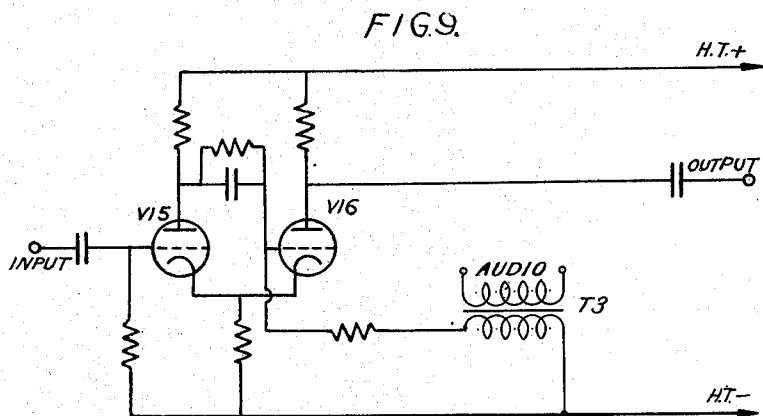 FIG.9.
H.T.+
OUTPUT
V15
V16
INPUT
AUDIO
T3
H.T.-